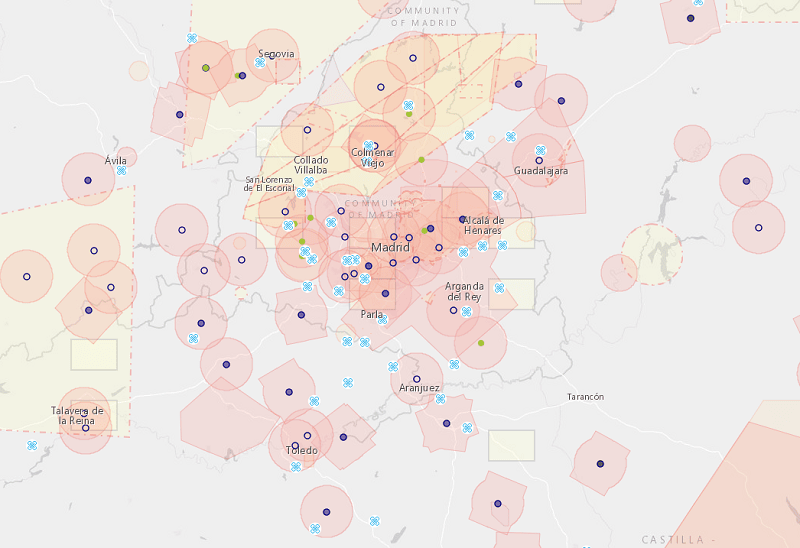 COMMUNITY
OF MADRID
Segovia
Colmenar
Viejo
Collado
Villalba
Ávila
Guadalajara
San Lorenzo
de El Escorial
COMMUNITY
OF MADRID
Alcalá de
Henares
Madrid
Arganda
del Rey
Parla
Aranjuez
Tarancón
Talavera de
la Reina
Toledo
CASTILLA -